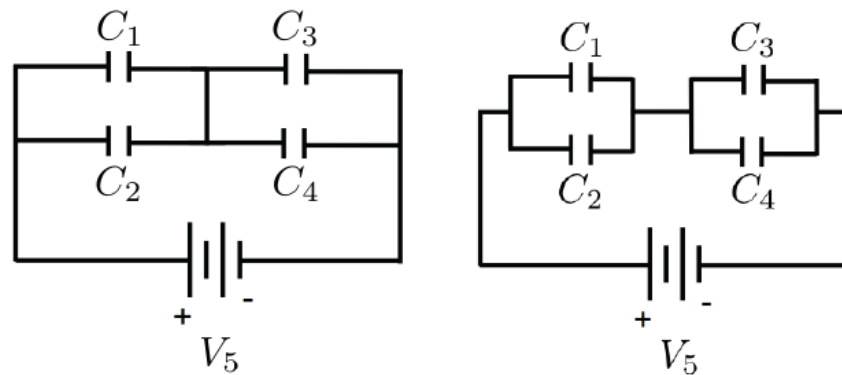 C₁ C₃
C₂ C₄
+ -
V₅
C₁ C₃
C₂ C₄
+ -
V₅